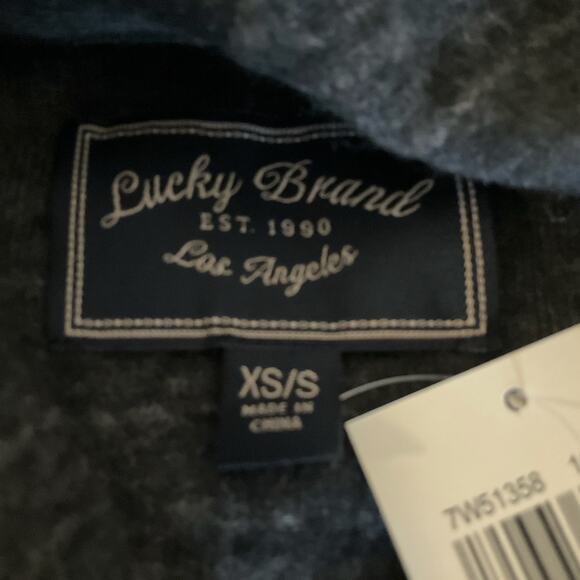 Lucky Brand
EST. 1990
Los Angeles
XS/S
MADE IN
CHINA
7W51358